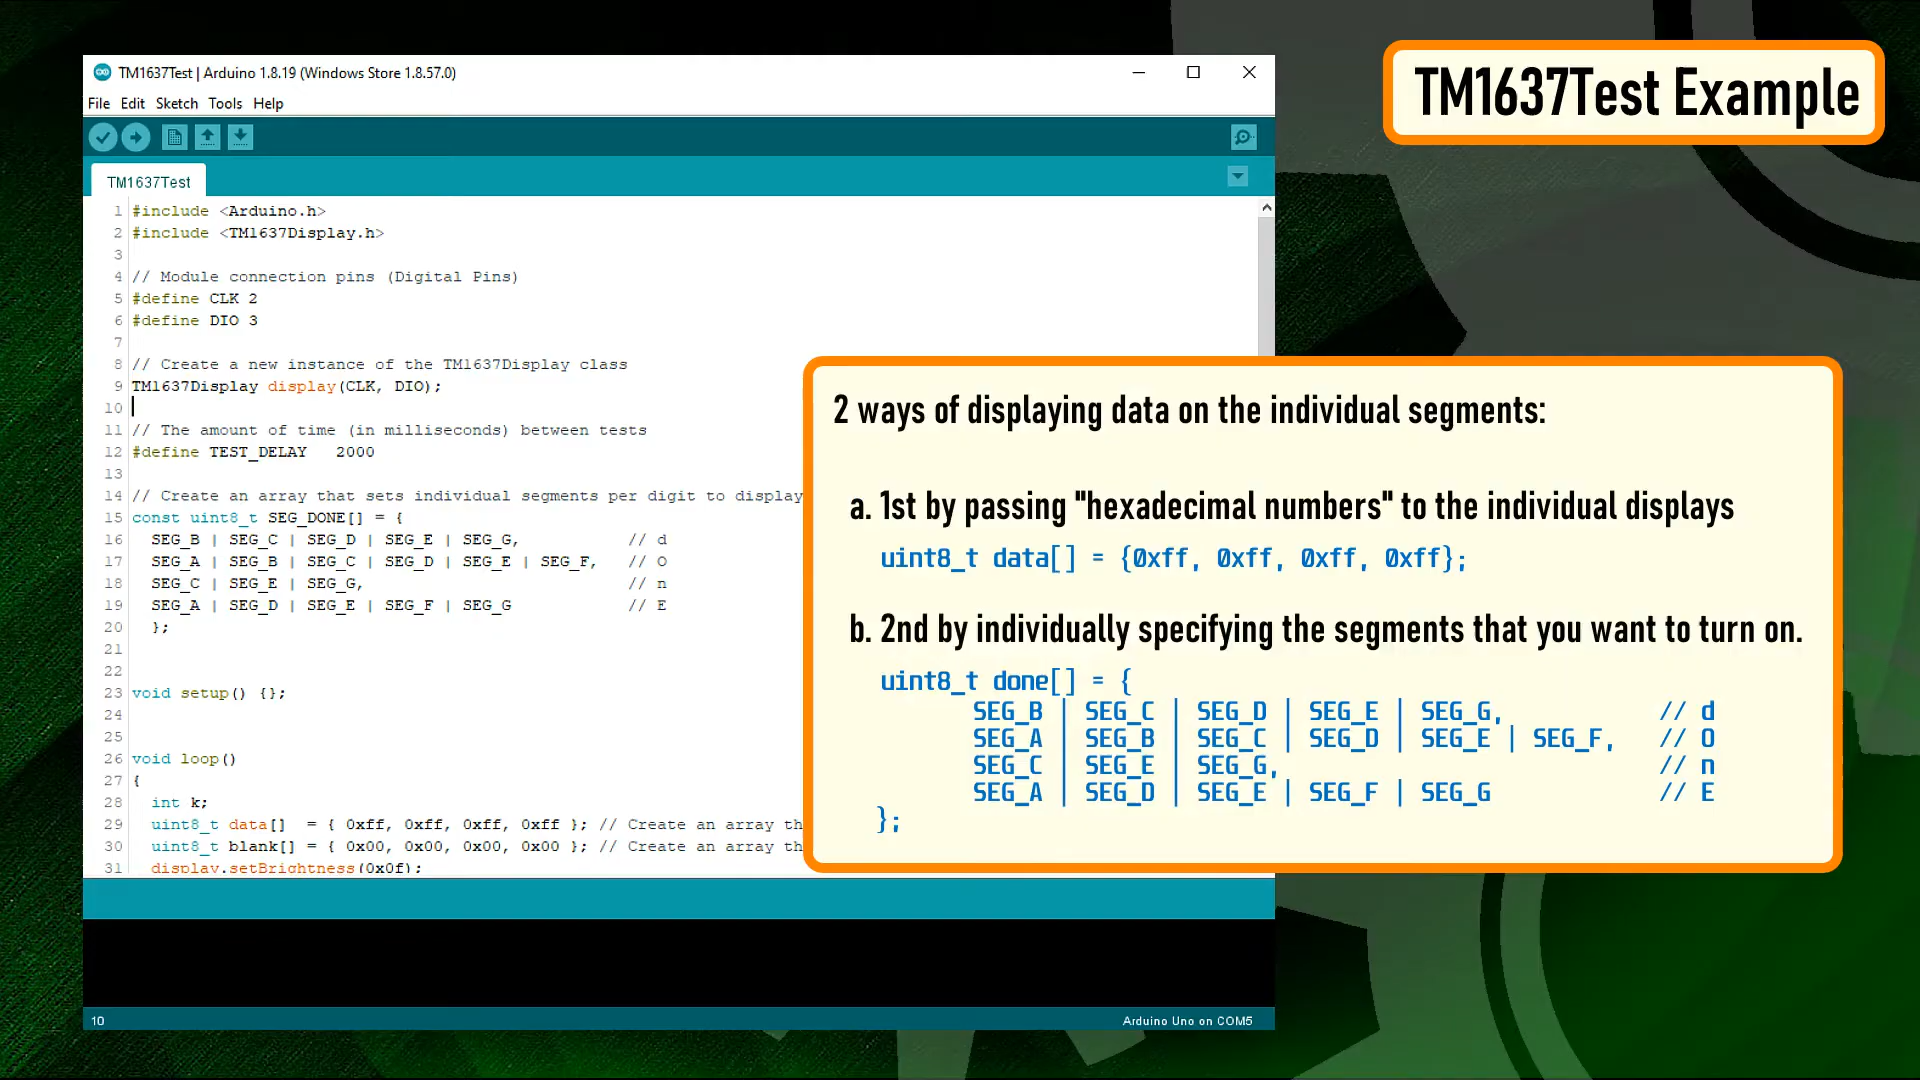 TM1637Test | Arduino 1.8.19 (Windows Store 1.8.57.0)
TM1637Test Example
File Edit Sketch Tools Help
TM1637Test
1 #include <Arduino.h>
2 #include <TM1637Display.h>
3
4 // Module connection pins (Digital Pins)
5 #define CLK 2
6 #define DIO 3
7
8 // Create a new instance of the TM1637Display class
9 TM1637Display display(CLK, DIO);
10
11 // The amount of time (in milliseconds) between tests
12 #define TEST_DELAY 2000
13
14 // Create an array that sets individual segments per digit to display
15 const uint8_t SEG_DONE[] = {
16 SEG_B | SEG_C | SEG_D | SEG_E | SEG_G, // d
17 SEG_A | SEG_B | SEG_C | SEG_D | SEG_E | SEG_F, // O
18 SEG_C | SEG_E | SEG_G, // n
19 SEG_A | SEG_D | SEG_E | SEG_F | SEG_G // E
20 };
21
22
23 void setup() {};
24
25
26 void loop()
27 {
28 int k;
29 uint8_t data[] = { 0xff, 0xff, 0xff, 0xff }; // Create an array th
30 uint8_t blank[] = { 0x00, 0x00, 0x00, 0x00 }; // Create an array th
31 display.setBrightness(0x0f);
2 ways of displaying data on the individual segments:
a. 1st by passing "hexadecimal numbers" to the individual displays
uint8_t data[] = {0xff, 0xff, 0xff, 0xff};
b. 2nd by individually specifying the segments that you want to turn on.
uint8_t done[] = {
SEG_B | SEG_C | SEG_D | SEG_E | SEG_G, // d
SEG_A | SEG_B | SEG_C | SEG_D | SEG_E | SEG_F, // O
SEG_C | SEG_E | SEG_G, // n
SEG_A | SEG_D | SEG_E | SEG_F | SEG_G // E
};
10
Arduino Uno on COM5